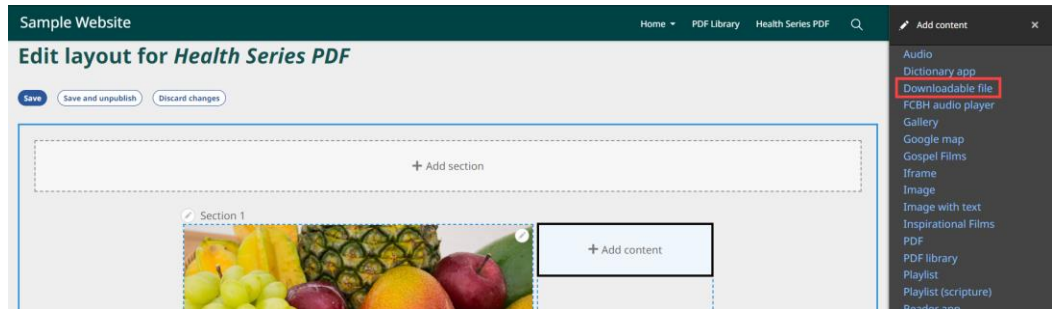 Sample Website
Home
PDF Library
Health Series PDF
Add content
Edit layout for Health Series PDF
Save
Save and unpublish
Discard changes
+ Add section
Section 1
+ Add content
Audio
Dictionary app
Downloadable file
FCBH audio player
Gallery
Google map
Gospel Films
Iframe
Image
Image with text
Inspirational Films
PDF
PDF library
Playlist
Playlist (scripture)
Reader app